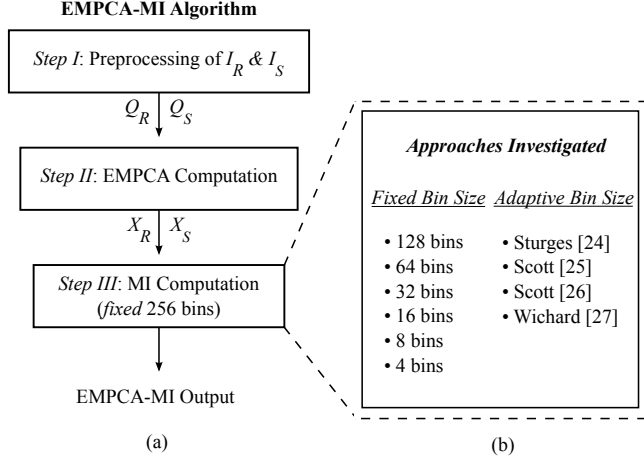 EMPCA-MI Algorithm
Step I: Preprocessing of I_R & I_S
Q_R Q_S
Step II: EMPCA Computation
X_R X_S
Step III: MI Computation
(fixed 256 bins)
EMPCA-MI Output
(a)
Approaches Investigated
Fixed Bin Size
• 128 bins
• 64 bins
• 32 bins
• 16 bins
• 8 bins
• 4 bins
Adaptive Bin Size
• Sturges [24]
• Scott [25]
• Scott [26]
• Wichard [27]
(b)